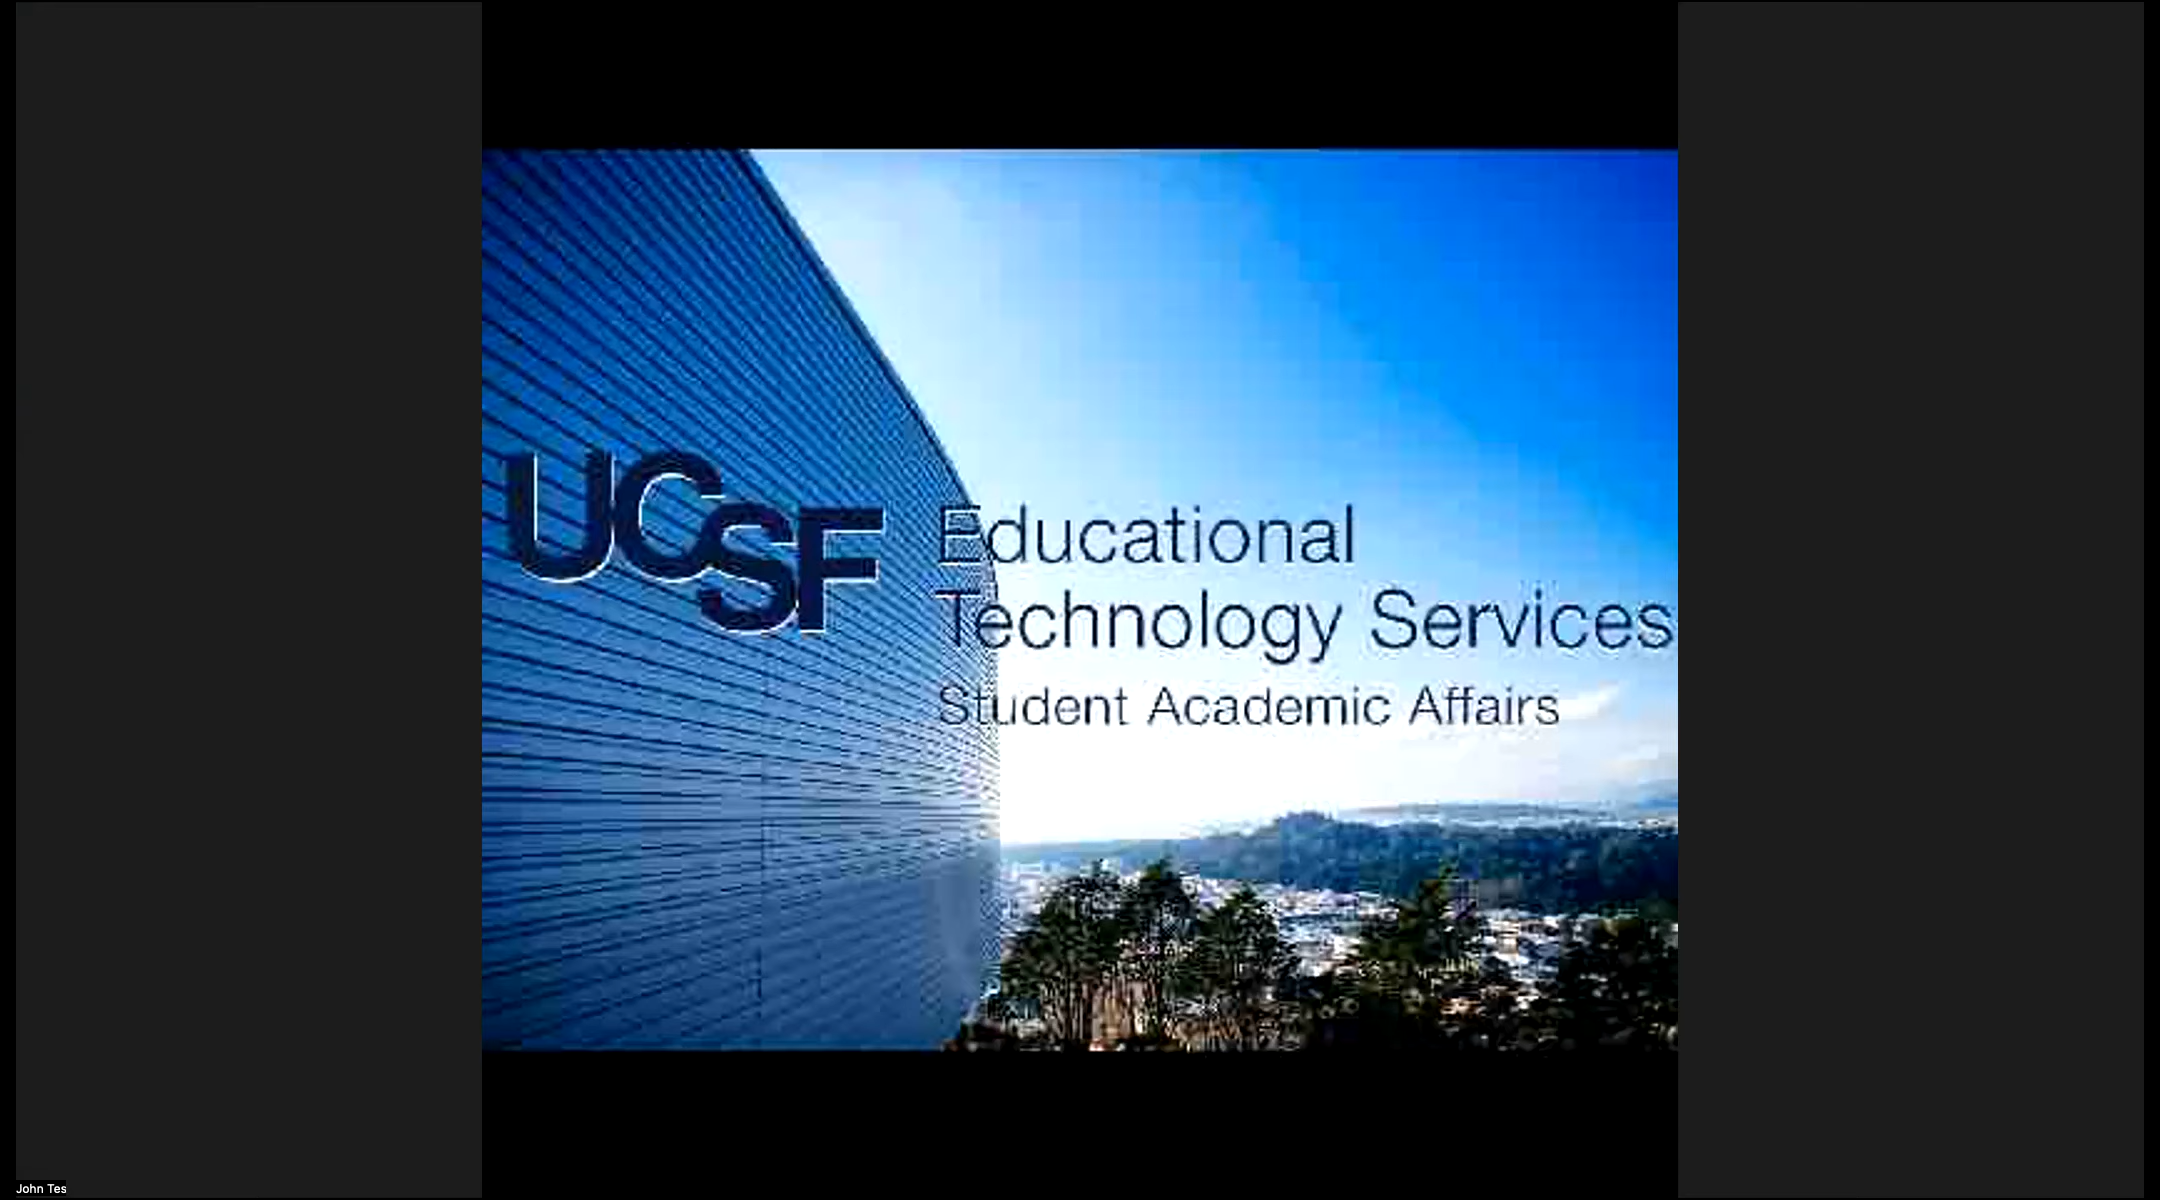 UCSF
Educational
Technology Services
Student Academic Affairs
John Tes